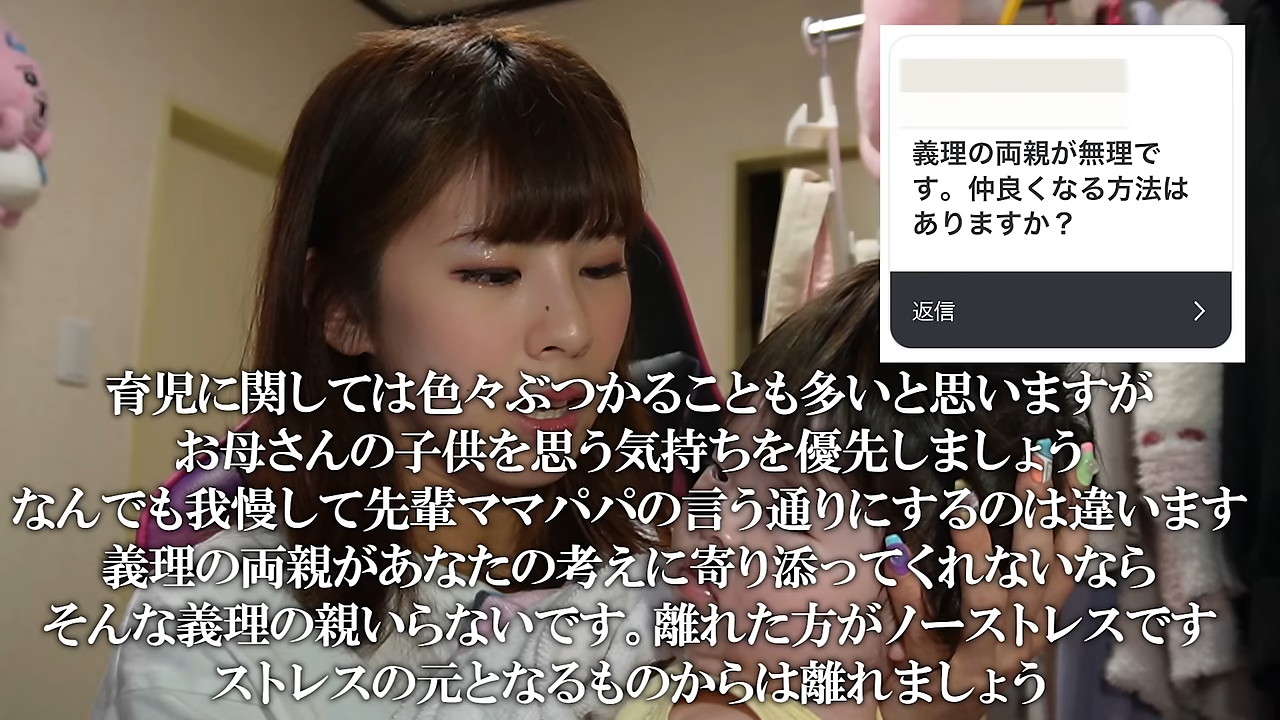 義理の両親が無理で
す。仲良くなる方法は
ありますか？
返信
育児に関しては色々ぶつかることも多いと思いますが
お母さんの子供を思う気持ちを優先しましょう
なんでも我慢して先輩ママパパの言う通りにするのは違います
義理の両親があなたの考えに寄り添ってくれないなら
そんな義理の親いらないです。離れた方がノーストレスです
ストレスの元となるものからは離れましょう